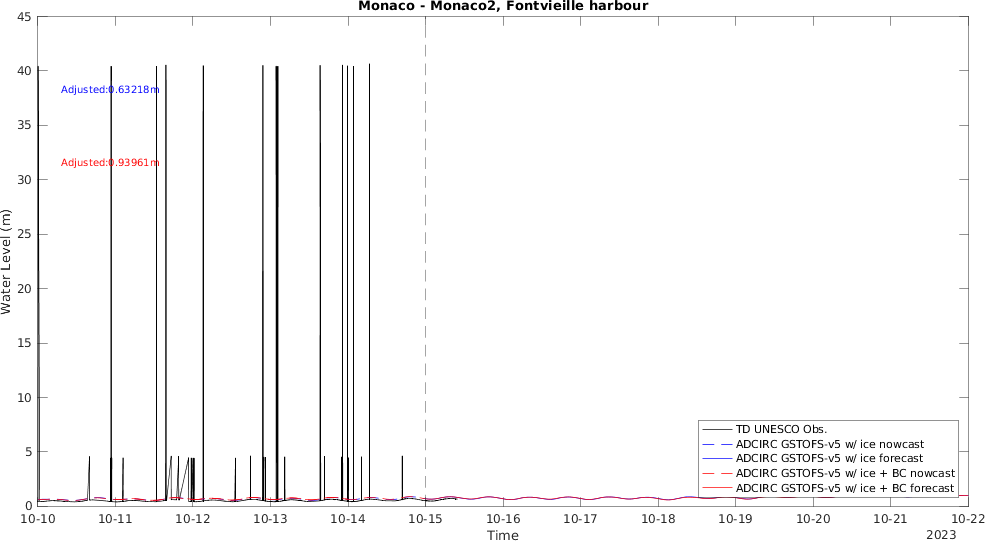 Monaco - Monaco2, Fontvieille harbour
45
40
35
30
25
20
15
10
5
0
Water Level (m)
Adjusted:0.63218m
Adjusted:0.93961m
TD UNESCO Obs.
ADCIRC GSTOFS-v5 w/ ice nowcast
ADCIRC GSTOFS-v5 w/ ice forecast
ADCIRC GSTOFS-v5 w/ ice + BC nowcast
ADCIRC GSTOFS-v5 w/ ice + BC forecast
10-10 10-11 10-12 10-13 10-14 10-15 10-16 10-17 10-18 10-19 10-20 10-21 10-22
Time
2023